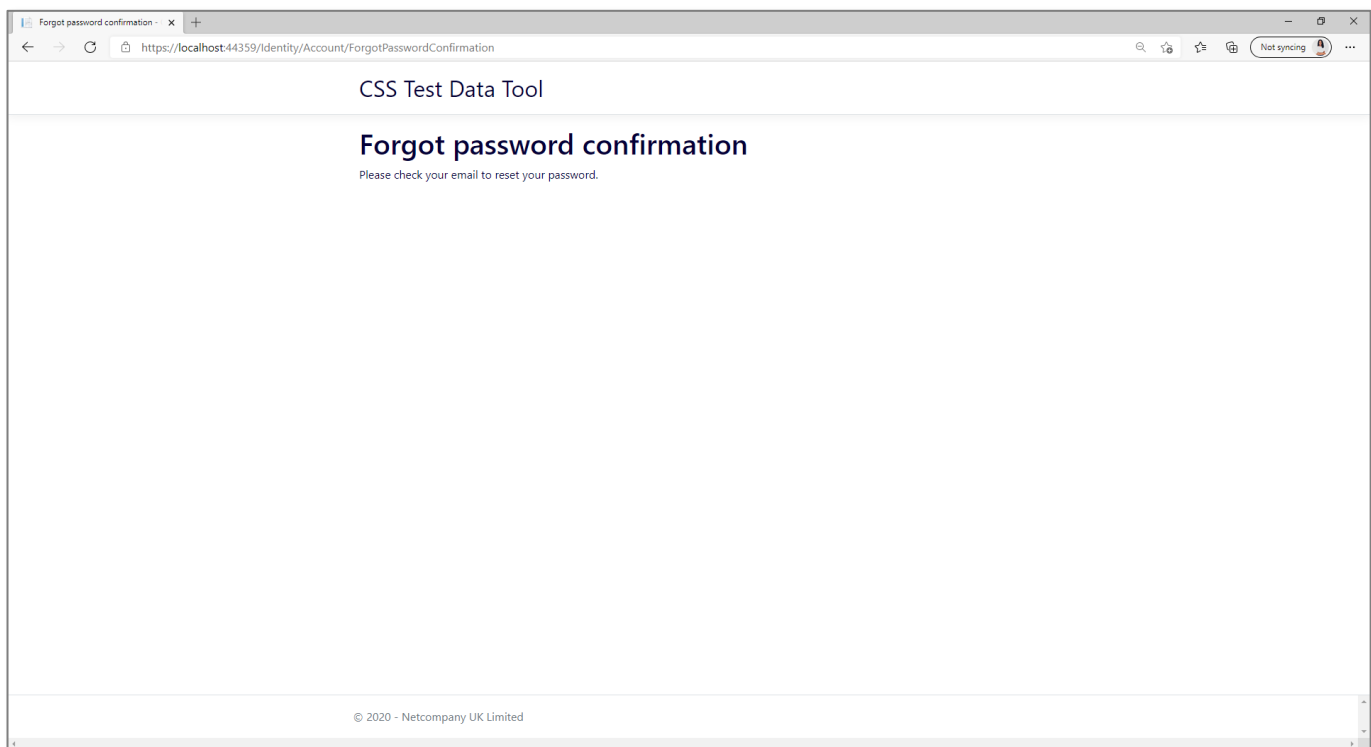 Forgot password confirmation -
https://localhost:44359/Identity/Account/ForgotPasswordConfirmation
Not syncing
CSS Test Data Tool
Forgot password confirmation
Please check your email to reset your password.
© 2020 - Netcompany UK Limited